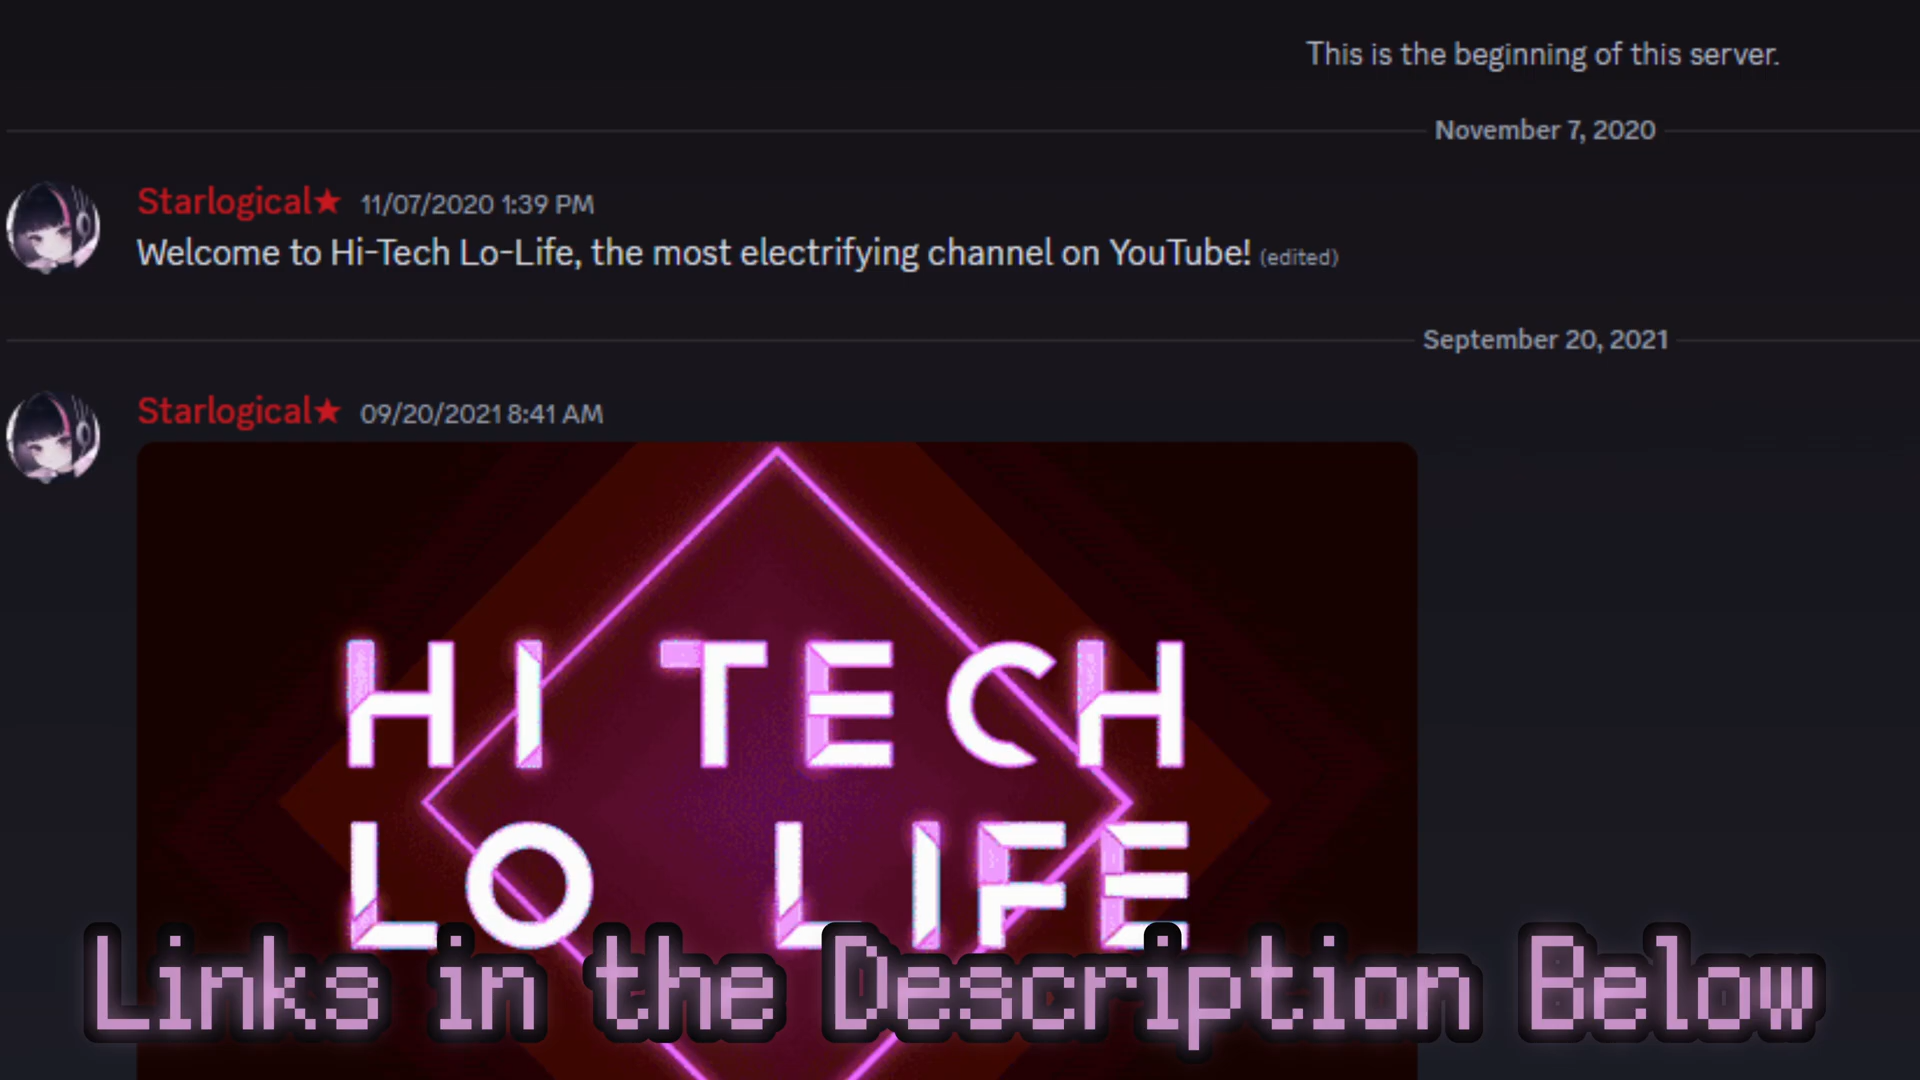 This is the beginning of this server.
November 7, 2020
Starlogical★ 11/07/2020 1:39 PM
Welcome to Hi-Tech Lo-Life, the most electrifying channel on YouTube! (edited)
September 20, 2021
Starlogical★ 09/20/2021 8:41 AM
HI TECH
LO LIFE
Links in the Description Below